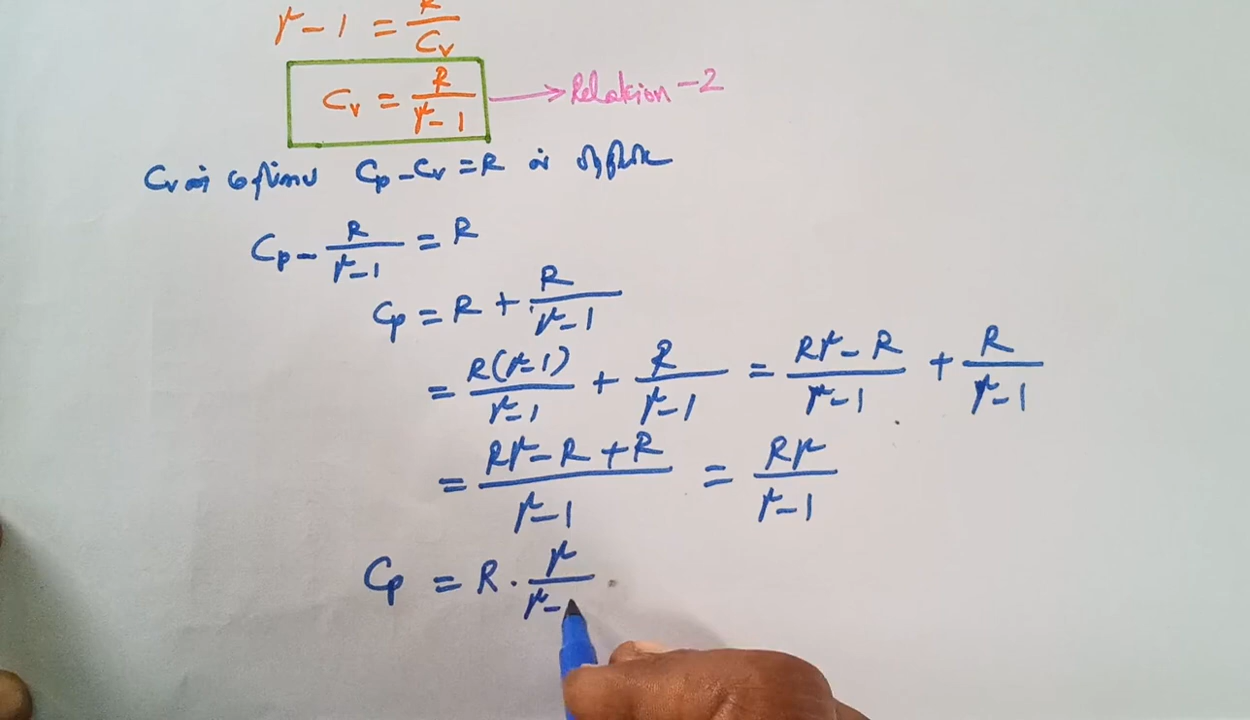 γ - 1 = R/Cv
Cv = R/(γ - 1) → Relation - 2
Cp - Cv = R
Cp - R/(γ-1) = R
Cp = R + R/(γ-1)
= R(γ-1)/(γ-1) + R/(γ-1) = (Rγ - R)/(γ-1) + R/(γ-1)
= (Rγ - R + R)/(γ-1) = Rγ/(γ-1)
Cp = R · γ/(γ-